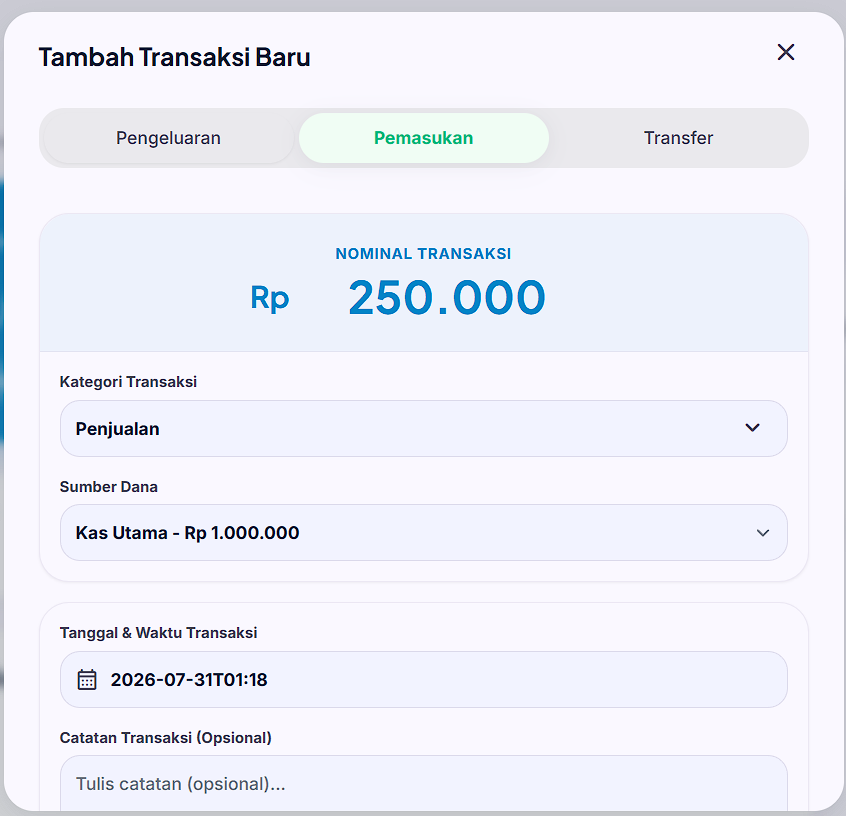 Tambah Transaksi Baru
Pengeluaran
Pemasukan
Transfer
NOMINAL TRANSAKSI
Rp 250.000
Kategori Transaksi
Penjualan
Sumber Dana
Kas Utama - Rp 1.000.000
Tanggal & Waktu Transaksi
2026-07-31T01:18
Catatan Transaksi (Opsional)
Tulis catatan (opsional)...